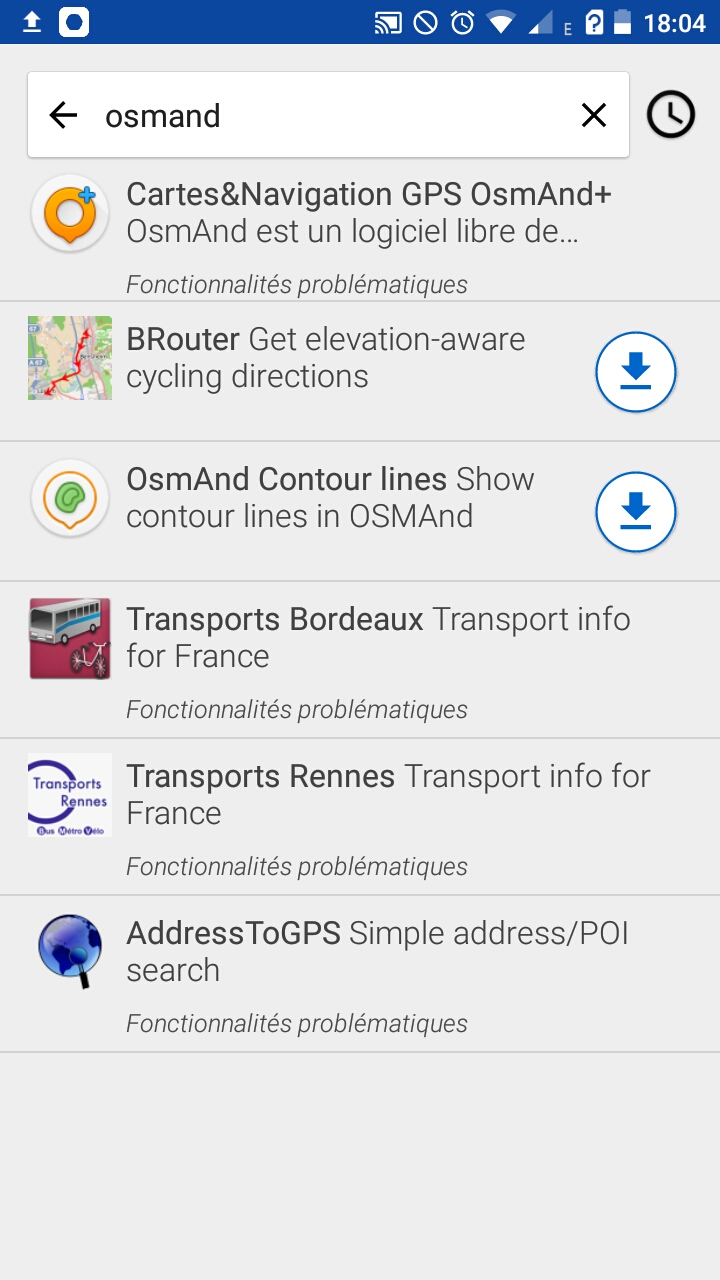 18:04
E
osmand
Cartes&Navigation GPS OsmAnd+
OsmAnd est un logiciel libre de…
Fonctionnalités problématiques
BRouter Get elevation-aware
cycling directions
OsmAnd Contour lines Show
contour lines in OSMAnd
Transports Bordeaux Transport info
for France
Fonctionnalités problématiques
Transports
Rennes
Bus Métro Vélo
Transports Rennes Transport info for
France
Fonctionnalités problématiques
AddressToGPS Simple address/POI
search
Fonctionnalités problématiques